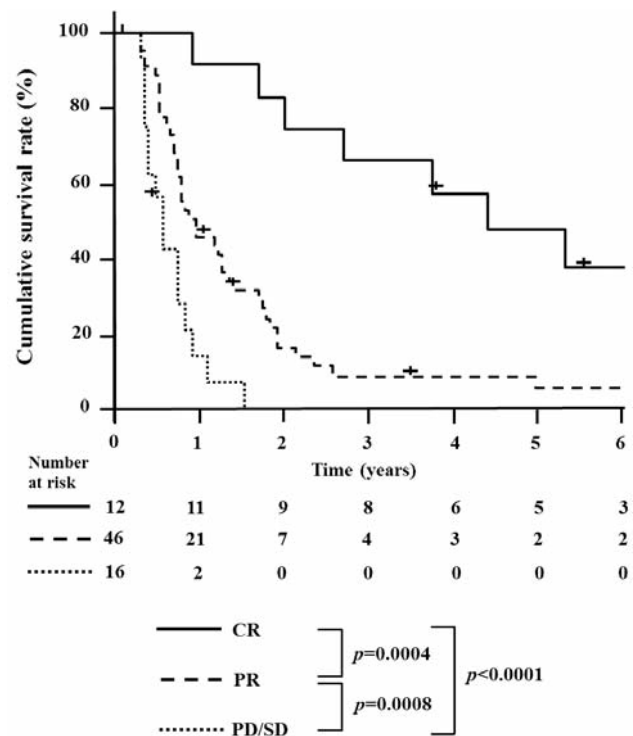 Cumulative survival rate (%)
100
80
60
40
20
0
0 1 2 3 4 5 6
Time (years)
Number
at risk
12 11 9 8 6 5 3
46 21 7 4 3 2 2
16 2 0 0 0 0 0
CR
PR
PD/SD
p=0.0004
p=0.0008
p<0.0001